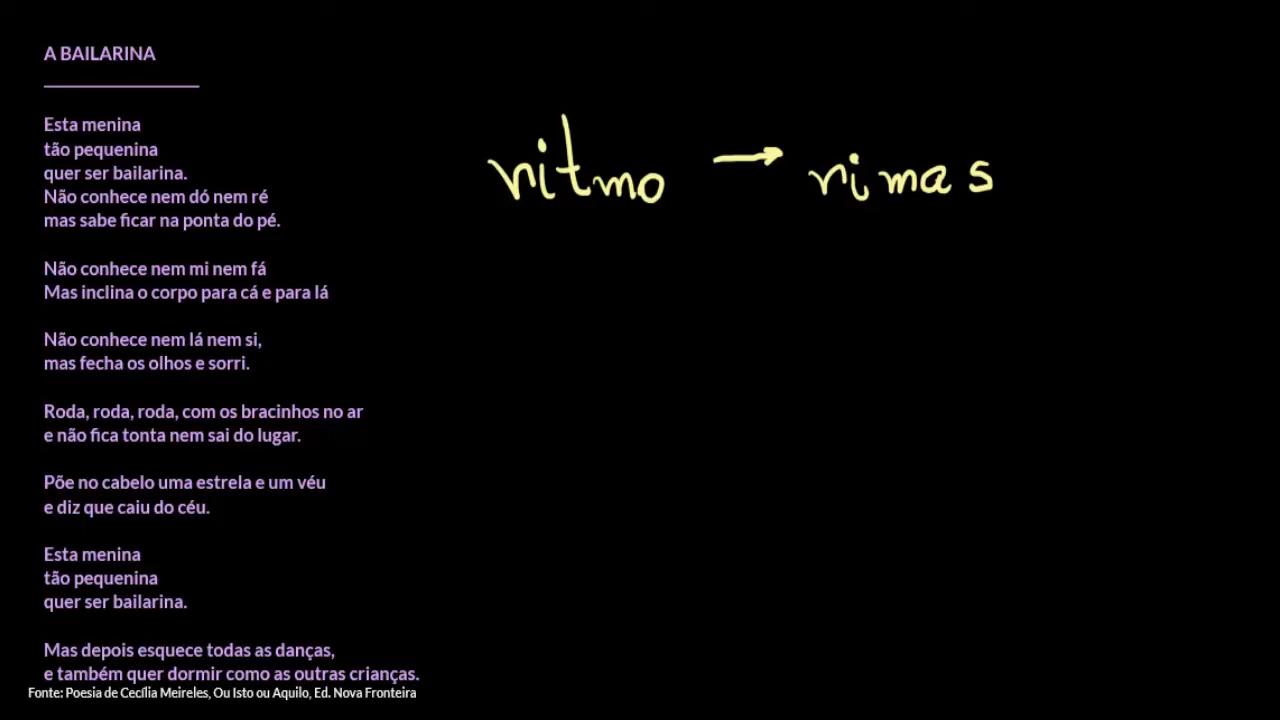 A BAILARINA
Esta menina
tão pequenina
quer ser bailarina.
Não conhece nem dó nem ré
mas sabe ficar na ponta do pé.
Não conhece nem mi nem fá
Mas inclina o corpo para cá e para lá
Não conhece nem lá nem si,
mas fecha os olhos e sorri.
Roda, roda, roda, com os bracinhos no ar
e não fica tonta nem sai do lugar.
Põe no cabelo uma estrela e um véu
e diz que caiu do céu.
Esta menina
tão pequenina
quer ser bailarina.
Mas depois esquece todas as danças,
e também quer dormir como as outras crianças.
Fonte: Poesia de Cecília Meireles, Ou Isto ou Aquilo, Ed. Nova Fronteira
ritmo → rimas